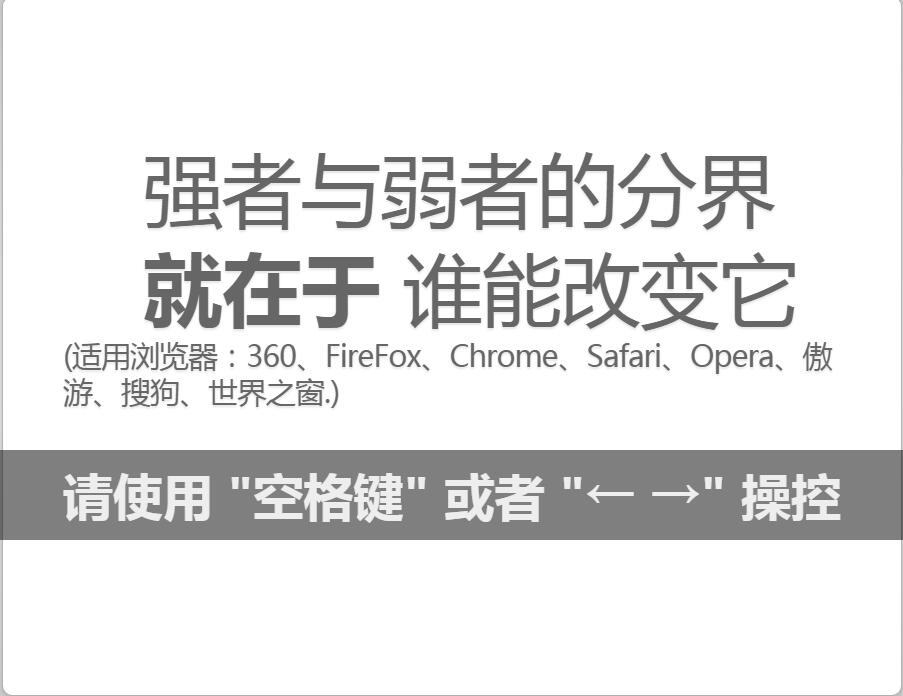 强者与弱者的分界
就在于 谁能改变它
(适用浏览器：360、FireFox、Chrome、Safari、Opera、傲
游、搜狗、世界之窗.)
请使用 "空格键" 或者 "← →" 操控